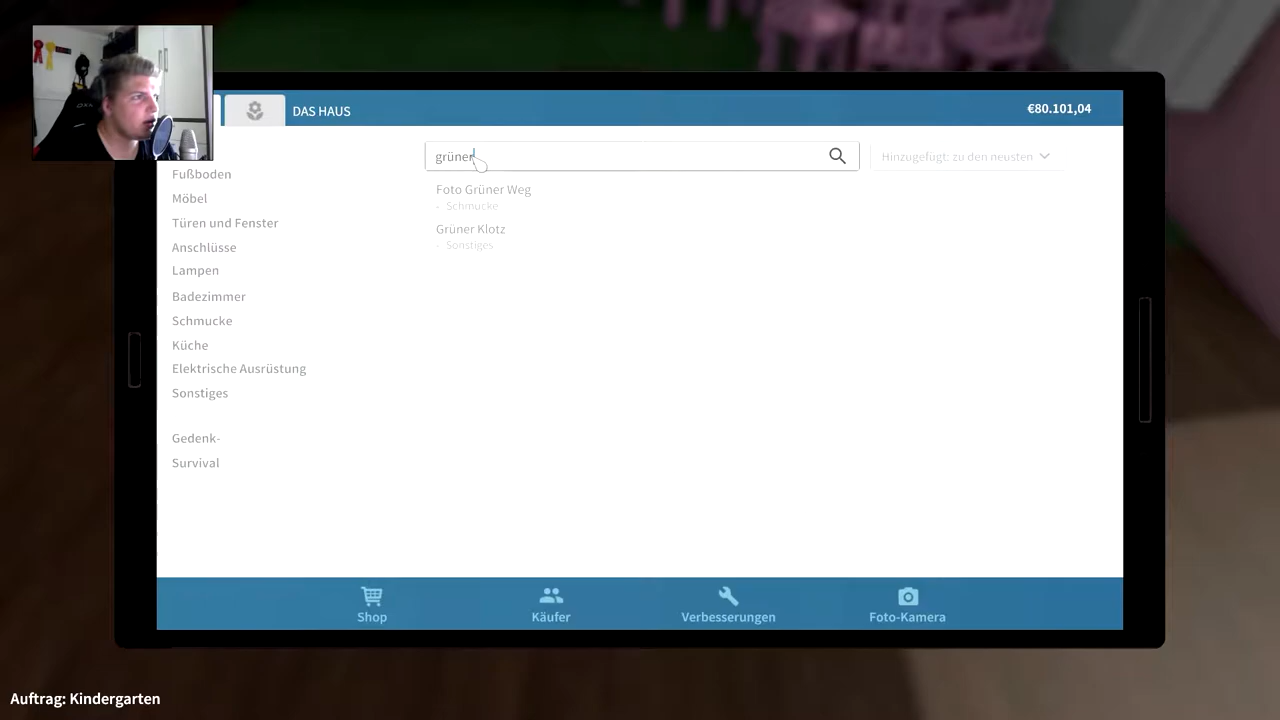 DAS HAUS
€80.101,04
grüner
Hinzugefügt: zu den neusten
Fußboden
Möbel
Türen und Fenster
Anschlüsse
Lampen
Badezimmer
Schmucke
Küche
Elektrische Ausrüstung
Sonstiges
Gedenk-
Survival
Foto Grüner Weg
- Schmucke
Grüner Klotz
- Sonstiges
Shop
Käufer
Verbesserungen
Foto-Kamera
Auftrag: Kindergarten